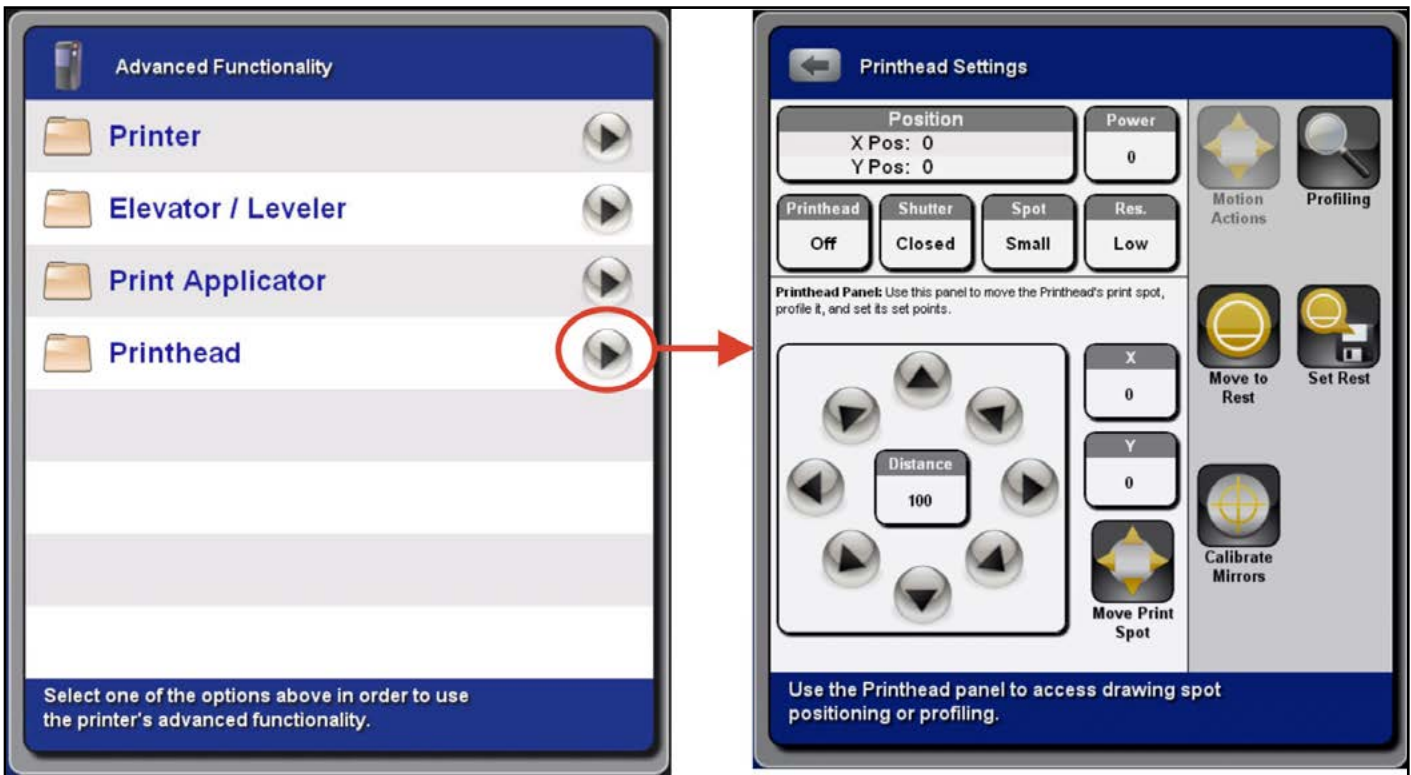 Advanced Functionality
Printer
Elevator / Leveler
Print Applicator
Printhead
Select one of the options above in order to use
the printer's advanced functionality.
Printhead Settings
Position
X Pos: 0
Y Pos: 0
Power
0
Printhead
Off
Shutter
Closed
Spot
Small
Res.
Low
Printhead Panel: Use this panel to move the Printhead's print spot,
profile it, and set its set points.
Distance
100
X
0
Y
0
Move Print
Spot
Motion
Actions
Profiling
Move to
Rest
Set Rest
Calibrate
Mirrors
Use the Printhead panel to access drawing spot
positioning or profiling.